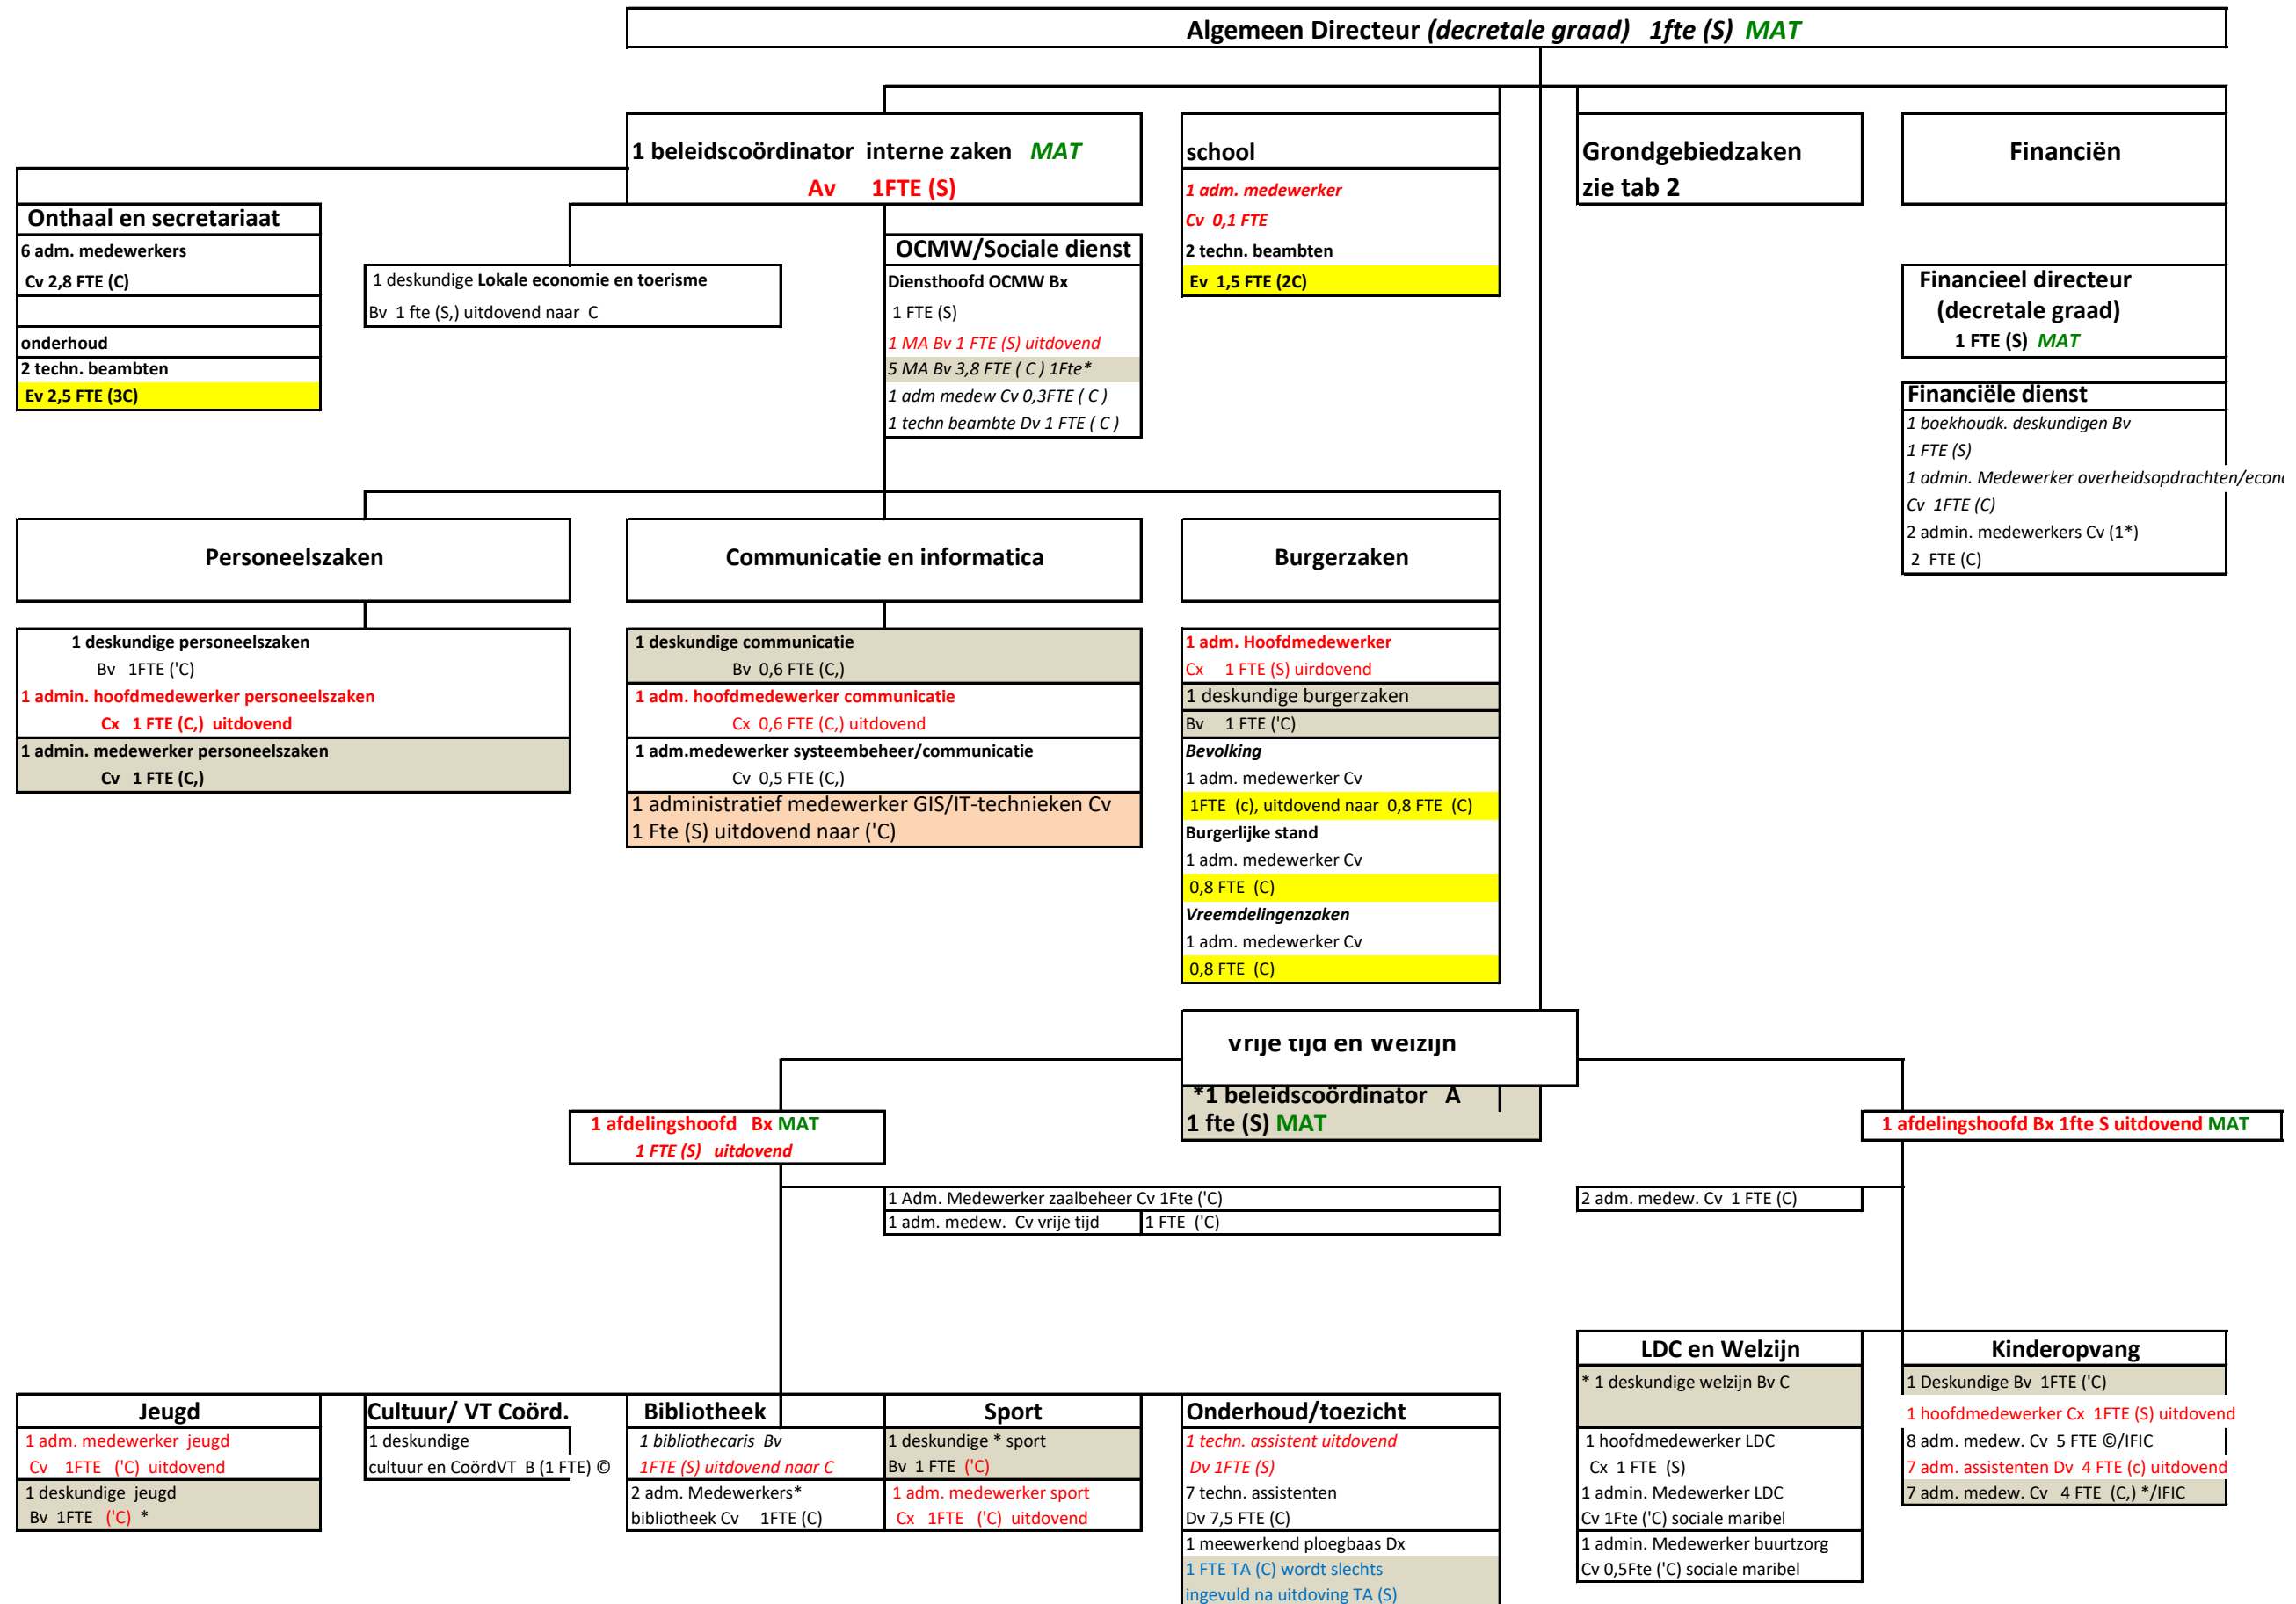 Algemeen Directeur (decretale graad) 1fte (S) MAT
1 beleidscoördinator interne zaken MAT
Av 1FTE (S)
school
1 adm. medewerker
Cv 0,1 FTE
2 techn. beambten
Ev 1,5 FTE (2C)
Grondgebiedzaken
zie tab 2
Financiën
Onthaal en secretariaat
6 adm. medewerkers
Cv 2,8 FTE (C)
onderhoud
2 techn. beambten
Ev 2,5 FTE (3C)
1 deskundige Lokale economie en toerisme
Bv 1 fte (S,) uitdovend naar C
OCMW/Sociale dienst
Diensthoofd OCMW Bx
1 FTE (S)
1 MA Bv 1 FTE (S) uitdovend
5 MA Bv 3,8 FTE ( C ) 1Fte*
1 adm medew Cv 0,3FTE ( C )
1 techn beambte Dv 1 FTE ( C )
Financieel directeur
(decretale graad)
1 FTE (S) MAT
Financiële dienst
1 boekhoudk. deskundigen Bv
1 FTE (S)
1 admin. Medewerker overheidsopdrachten/econ
Cv 1FTE (C)
2 admin. medewerkers Cv (1*)
2 FTE (C)
Personeelszaken
Communicatie en informatica
Burgerzaken
1 deskundige personeelszaken
Bv 1FTE ('C)
1 admin. hoofdmedewerker personeelszaken
Cx 1 FTE (C,) uitdovend
1 admin. medewerker personeelszaken
Cv 1 FTE (C,)
1 deskundige communicatie
Bv 0,6 FTE (C,)
1 adm. hoofdmedewerker communicatie
Cx 0,6 FTE (C,) uitdovend
1 adm.medewerker systeembeheer/communicatie
Cv 0,5 FTE (C,)
1 administratief medewerker GIS/IT-technieken Cv
1 Fte (S) uitdovend naar ('C)
1 adm. Hoofdmedewerker
Cx 1 FTE (S) uirdovend
1 deskundige burgerzaken
Bv 1 FTE ('C)
Bevolking
1 adm. medewerker Cv
1FTE (c), uitdovend naar 0,8 FTE (C)
Burgerlijke stand
1 adm. medewerker Cv
0,8 FTE (C)
Vreemdelingenzaken
1 adm. medewerker Cv
0,8 FTE (C)
Vrije tijd en Welzijn
*1 beleidscoördinator A
1 fte (S) MAT
1 afdelingshoofd Bx MAT
1 FTE (S) uitdovend
1 afdelingshoofd Bx 1fte S uitdovend MAT
1 Adm. Medewerker zaalbeheer Cv 1Fte ('C)
1 adm. medew. Cv vrije tijd 1 FTE ('C)
2 adm. medew. Cv 1 FTE (C)
Jeugd
1 adm. medewerker jeugd
Cv 1FTE ('C) uitdovend
1 deskundige jeugd
Bv 1FTE ('C) *
Cultuur/ VT Coörd.
1 deskundige
cultuur en CoördVT B (1 FTE) ©
Bibliotheek
1 bibliothecaris Bv
1FTE (S) uitdovend naar C
2 adm. Medewerkers*
bibliotheek Cv 1FTE (C)
Sport
1 deskundige * sport
Bv 1 FTE ('C)
1 adm. medewerker sport
Cx 1FTE ('C) uitdovend
Onderhoud/toezicht
1 techn. assistent uitdovend
Dv 1FTE (S)
7 techn. assistenten
Dv 7,5 FTE (C)
1 meewerkend ploegbaas Dx
1 FTE TA (C) wordt slechts
ingevuld na uitdoving TA (S)
LDC en Welzijn
* 1 deskundige welzijn Bv C
1 hoofdmedewerker LDC
Cx 1 FTE (S)
1 admin. Medewerker LDC
Cv 1Fte ('C) sociale maribel
1 admin. Medewerker buurtzorg
Cv 0,5Fte ('C) sociale maribel
Kinderopvang
1 Deskundige Bv 1FTE ('C)
1 hoofdmedewerker Cx 1FTE (S) uitdovend
8 adm. medew. Cv 5 FTE ©/IFIC
7 adm. assistenten Dv 4 FTE (c) uitdovend
7 adm. medew. Cv 4 FTE (C,) */IFIC